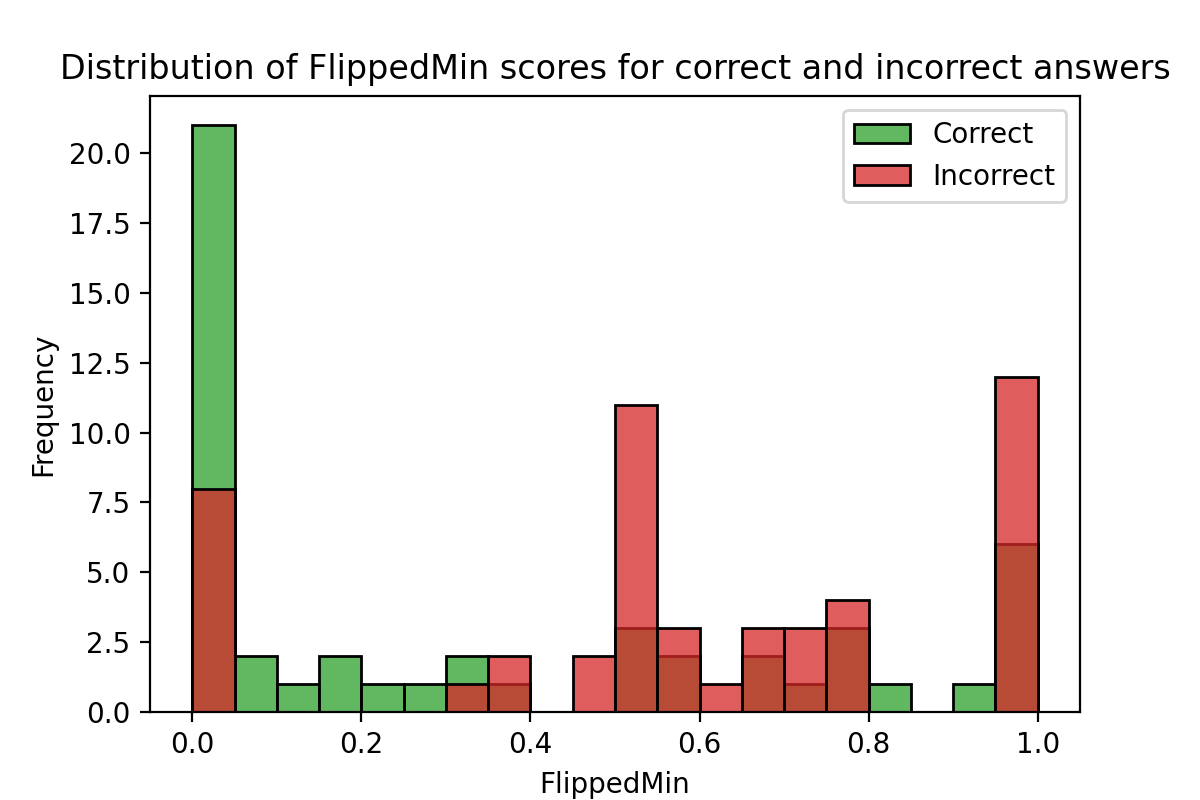 Distribution of FlippedMin scores for correct and incorrect answers
Correct
Incorrect
Frequency
20.0
17.5
15.0
12.5
10.0
7.5
5.0
2.5
0.0
0.0 0.2 0.4 0.6 0.8 1.0
FlippedMin